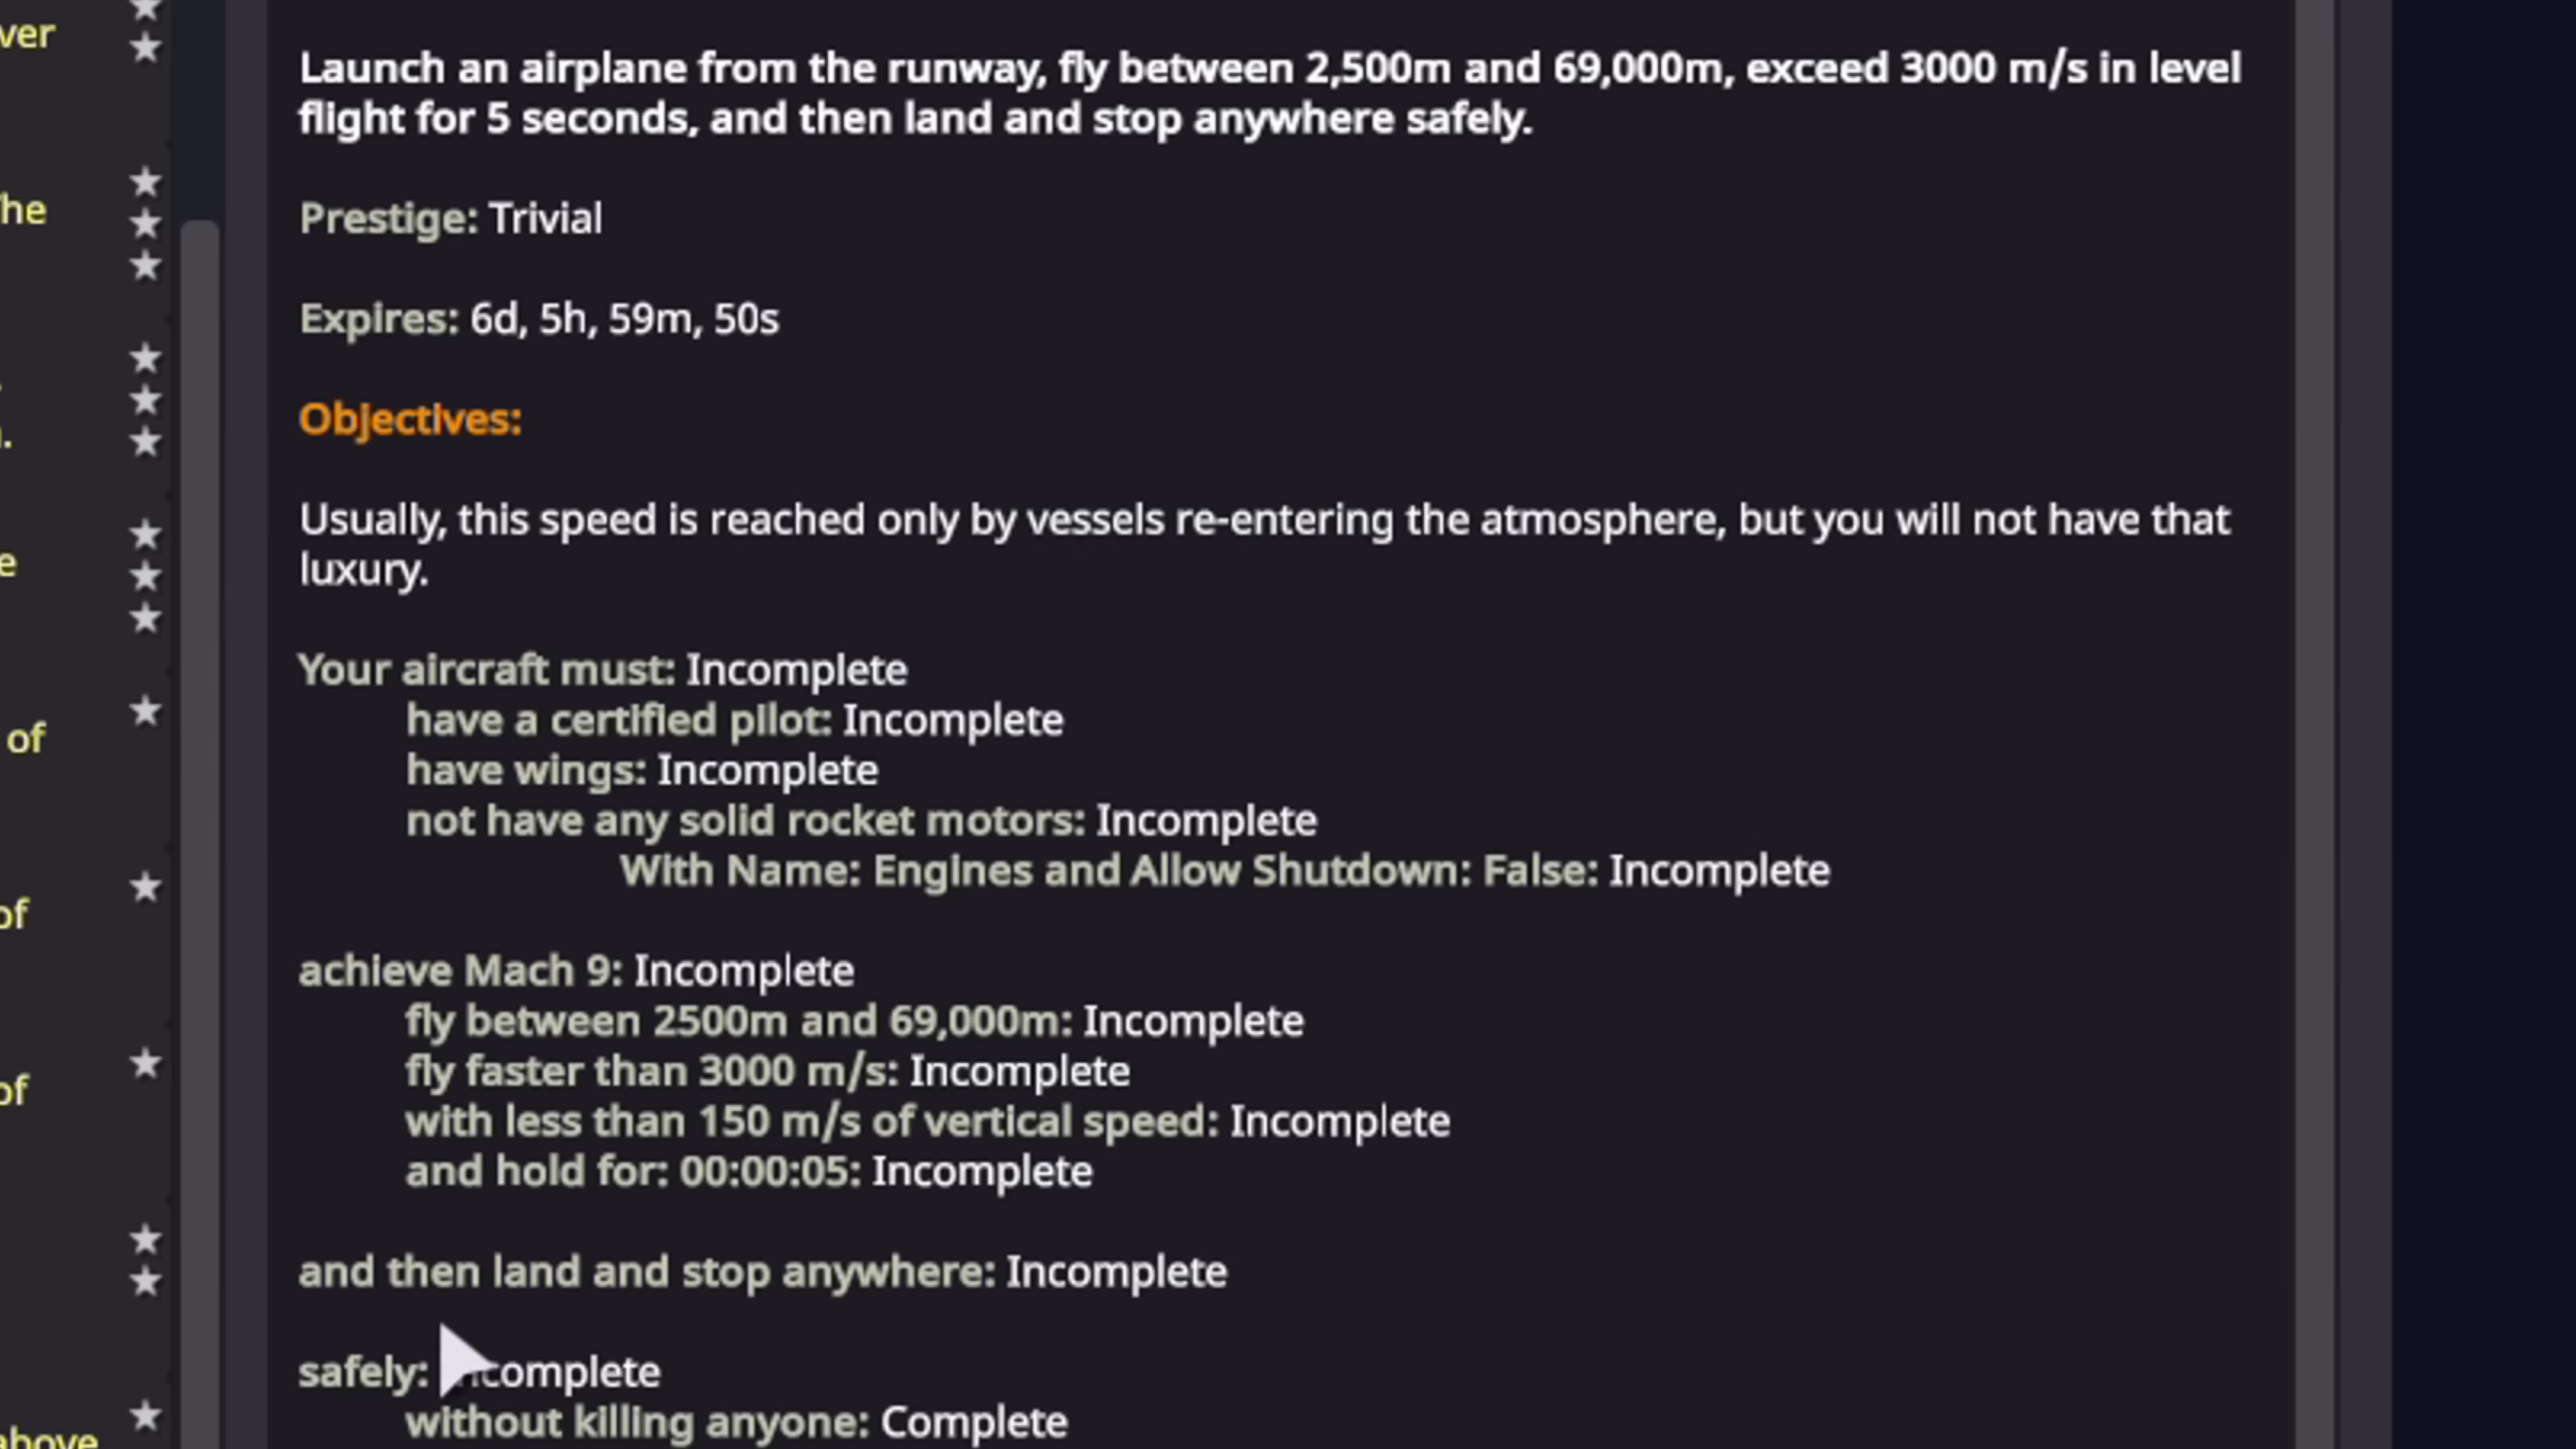 ver
Launch an airplane from the runway, fly between 2,500m and 69,000m, exceed 3000 m/s in level
flight for 5 seconds, and then land and stop anywhere safely.
Prestige: Trivial
Expires: 6d, 5h, 59m, 50s
Objectives:
Usually, this speed is reached only by vessels re-entering the atmosphere, but you will not have that
luxury.
Your aircraft must: Incomplete
have a certified pilot: Incomplete
have wings: Incomplete
of
not have any solid rocket motors: Incomplete
With Name: Engines and Allow Shutdown: False: Incomplete
of
achieve Mach 9: Incomplete
fly between 2500m and 69,000m: Incomplete
fly faster than 3000 m/s: Incomplete
of
with less than 150 m/s of vertical speed: Incomplete
and hold for: 00:00:05: Incomplete
and then land and stop anywhere: Incomplete
safely: complete
without killing anyone: Complete
above